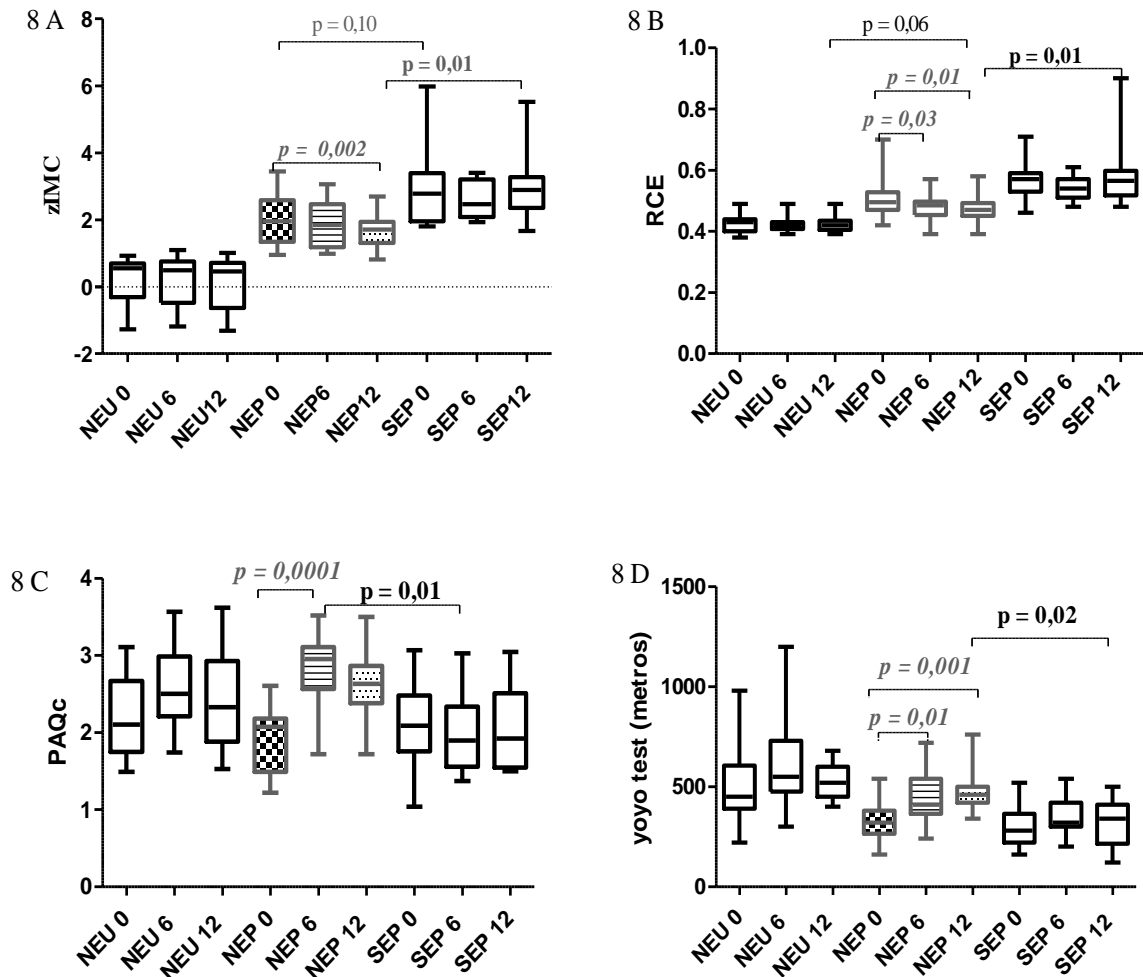 8 A
zIMC
8
6
4
2
0
-2
p = 0,10
p = 0,01
p = 0,002
NEU 0
NEU 6
NEU12
NEP 0
NEP6
NEP12
SEP 0
SEP 6
SEP12
8 B
RCE
1.0
0.8
0.6
0.4
0.2
0.0
p = 0,06
p = 0,01
p = 0,01
p = 0,03
NEU 0
NEU 6
NEU 12
NEP 0
NEP 6
NEP 12
SEP 0
SEP 6
SEP 12
8 C
PAQc
4
3
2
1
0
p = 0,0001
p = 0,01
NEU 0
NEU 6
NEU 12
NEP 0
NEP 6
NEP 12
SEP 0
SEP 6
SEP 12
8 D
yoyo test (metros)
1500
1000
500
0
p = 0,02
p = 0,001
p = 0,01
NEU 0
NEU 6
NEU 12
NEP 0
NEP 6
NEP 12
SEP 0
SEP 6
SEP 12